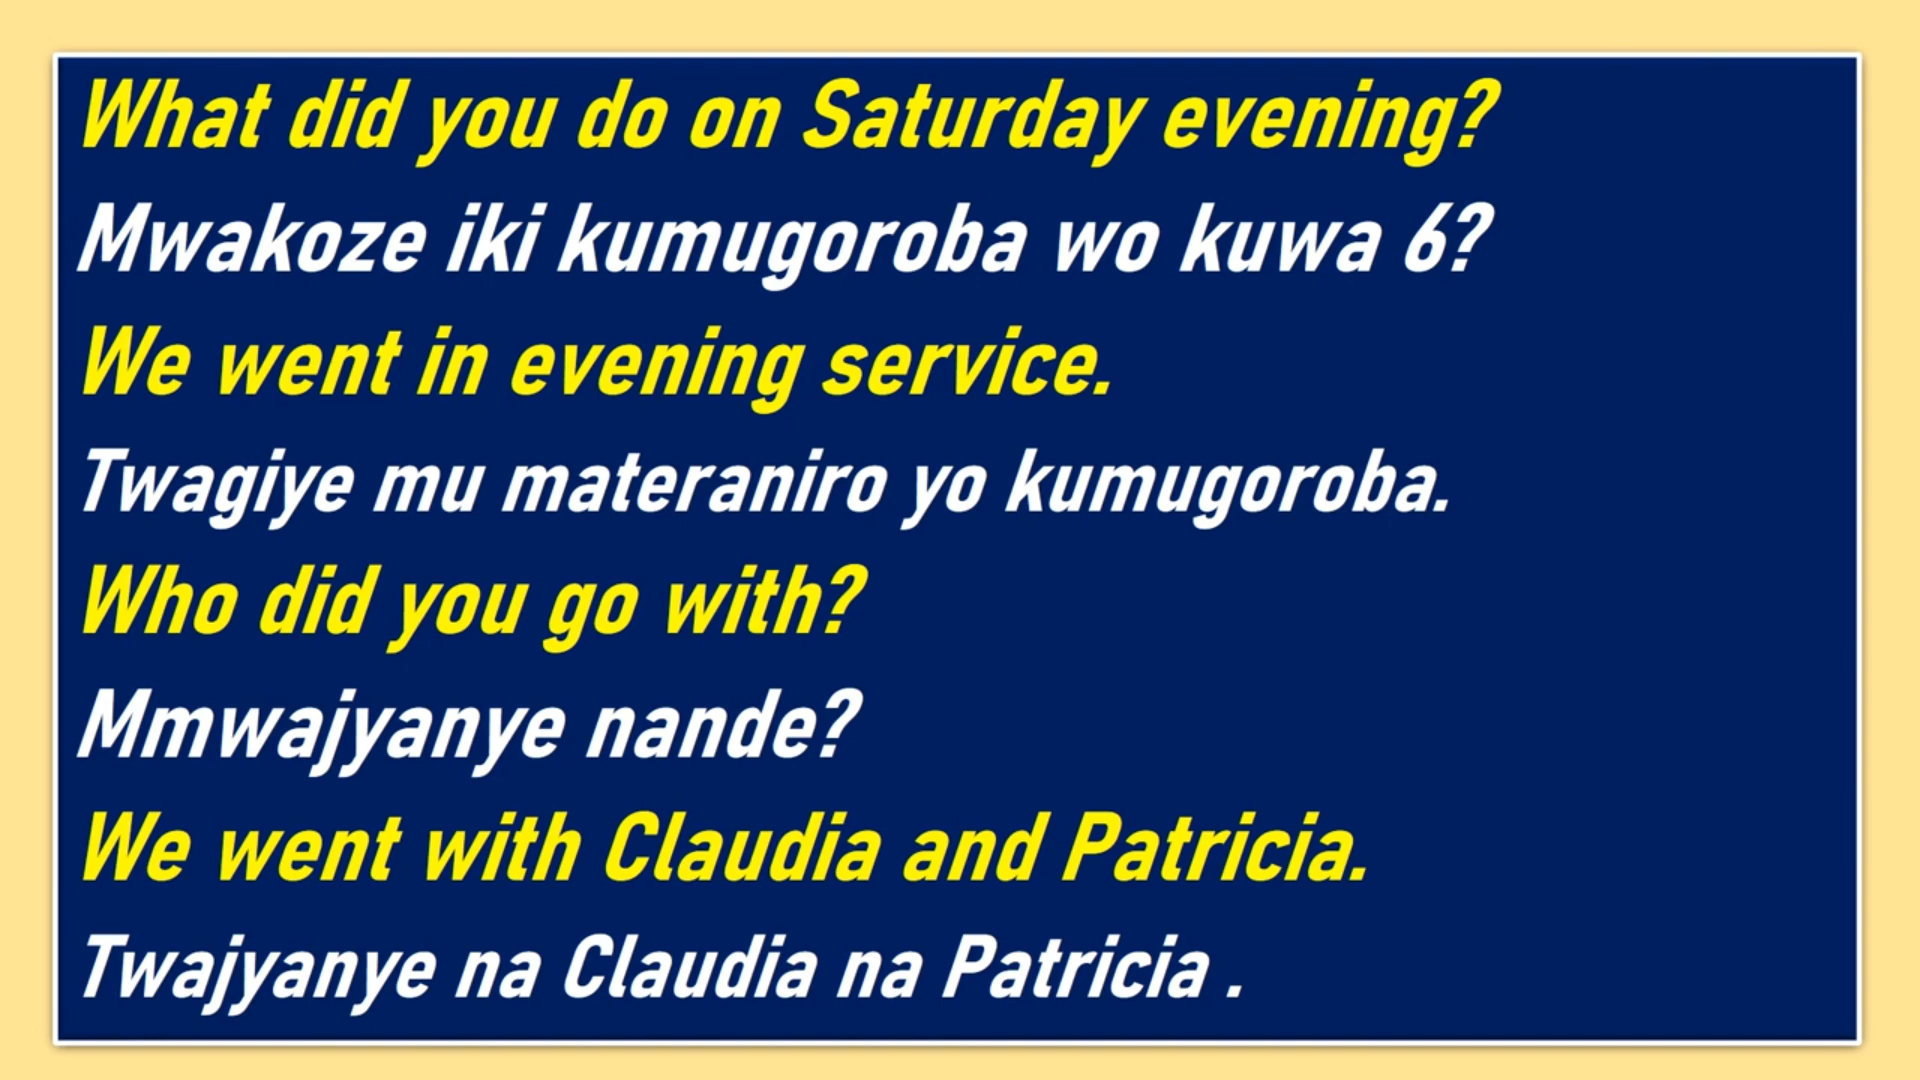 What did you do on Saturday evening?
Mwakoze iki kumugoroba wo kuwa 6?
We went in evening service.
Twagiye mu materaniro yo kumugoroba.
Who did you go with?
Mmwajyanye nande?
We went with Claudia and Patricia.
Twajyanye na Claudia na Patricia .